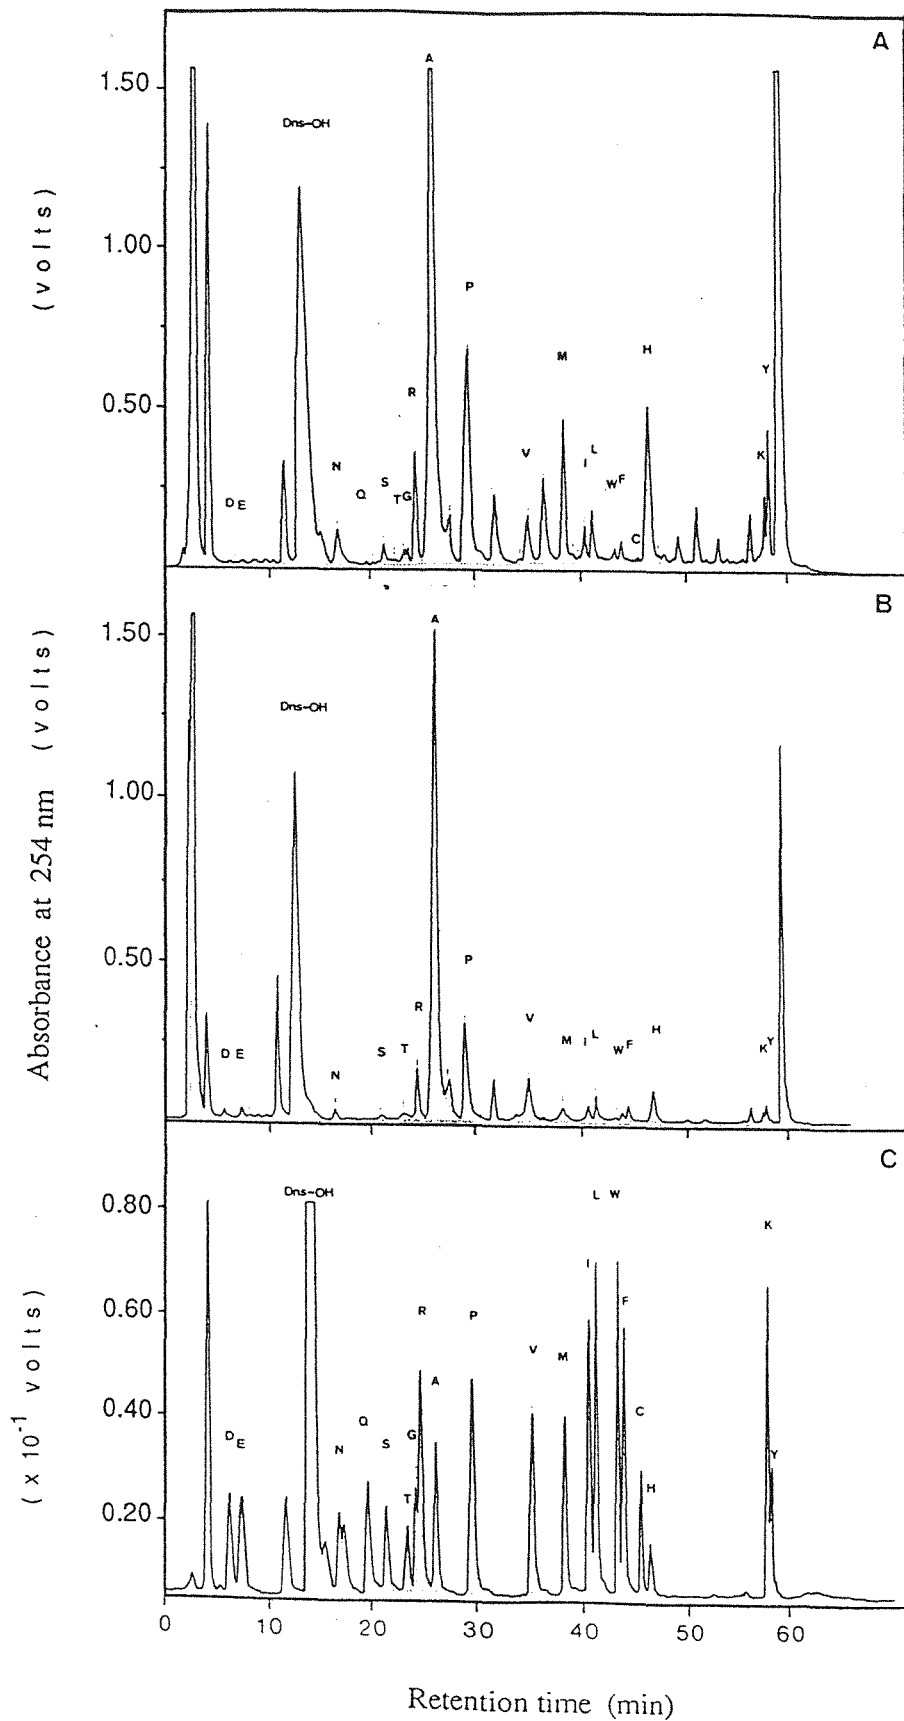 A
1.50
1.00
0.50
(volts)
Dns-OH
D E
N
Q
S
T G
R
A
P
V
M
I
L
W F
C
H
K
Y
B
1.50
1.00
0.50
Absorbance at 254 nm (volts)
Dns-OH
D E
N
S
T
R
A
P
V
M
I
L
W F
H
K Y
C
0.80
0.60
0.40
0.20
(x 10-1 volts)
Dns-OH
D E
N
Q
S
T
G
R
A
P
V
M
I
L
W
F
C
H
K
Y
0 10 20 30 40 50 60
Retention time (min)